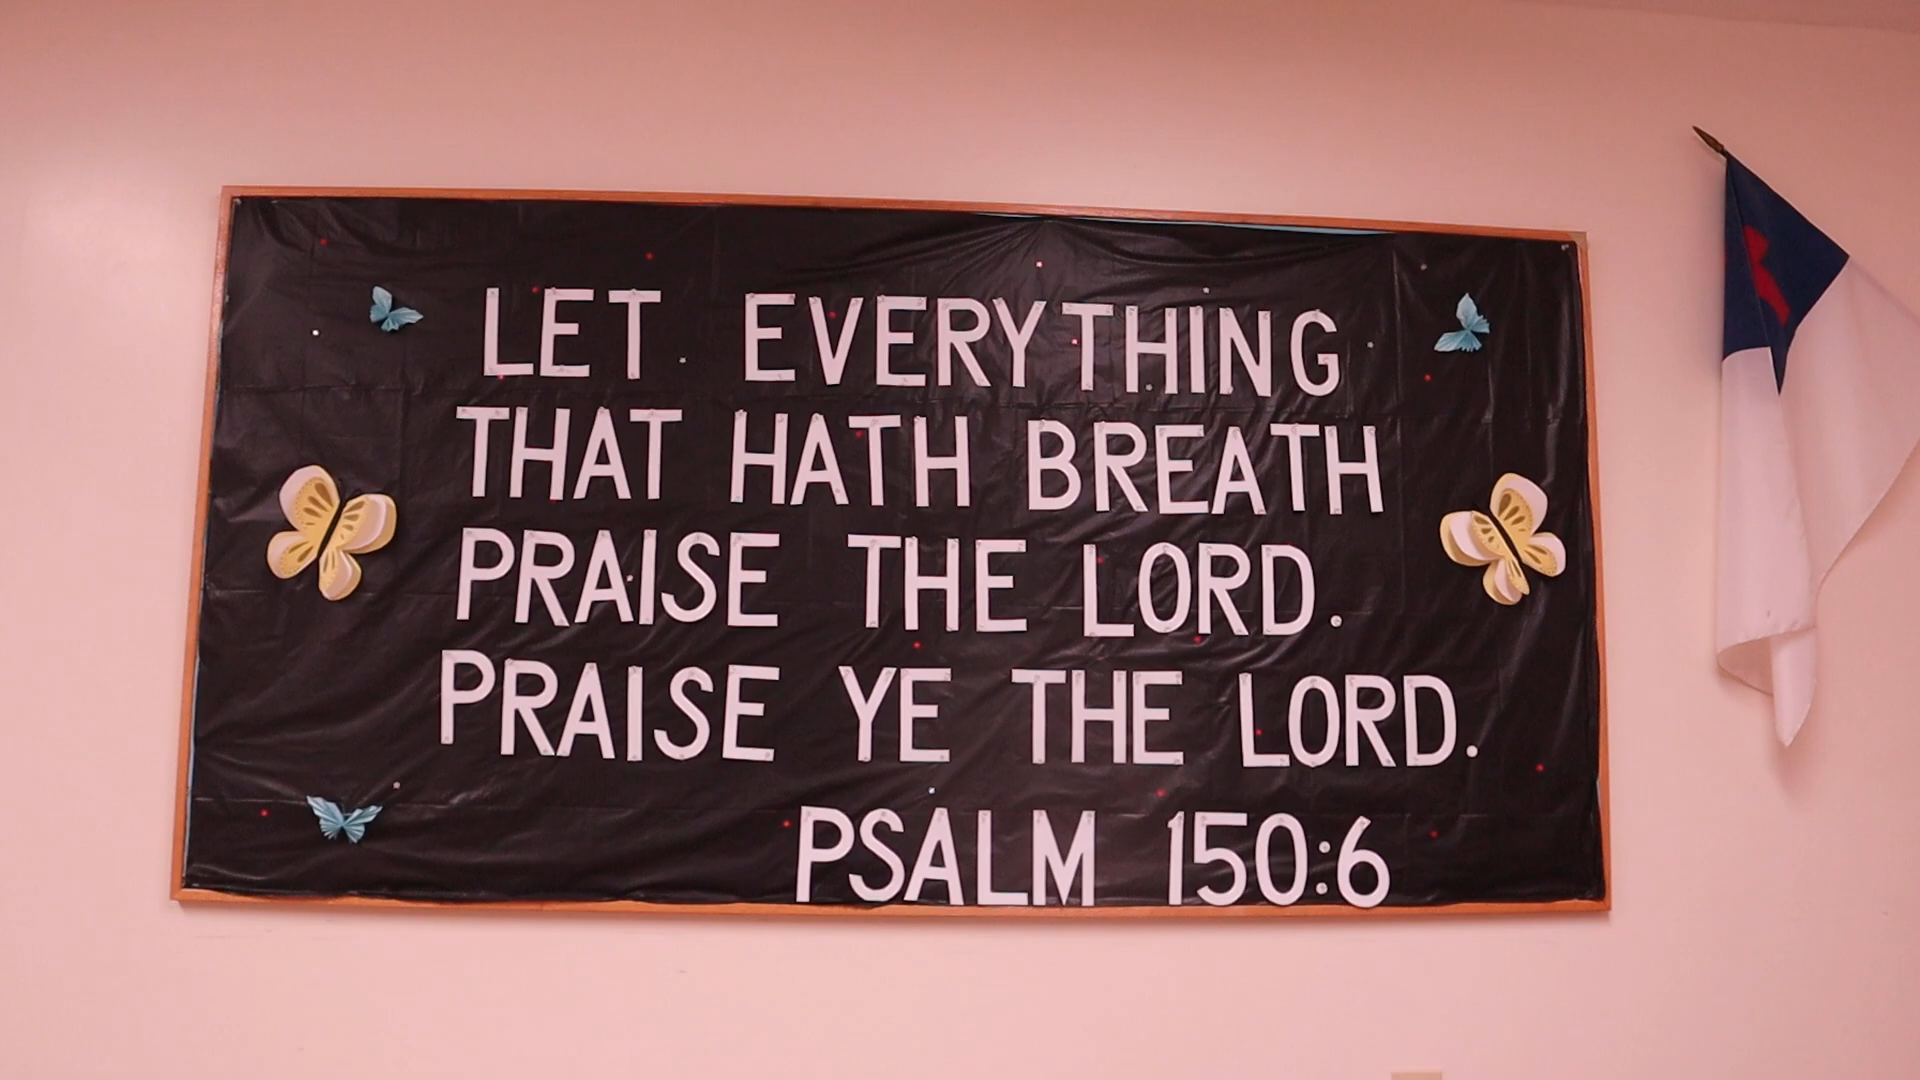 LET EVERYTHING
THAT HATH BREATH
PRAISE THE LORD.
PRAISE YE THE LORD.
PSALM 150:6